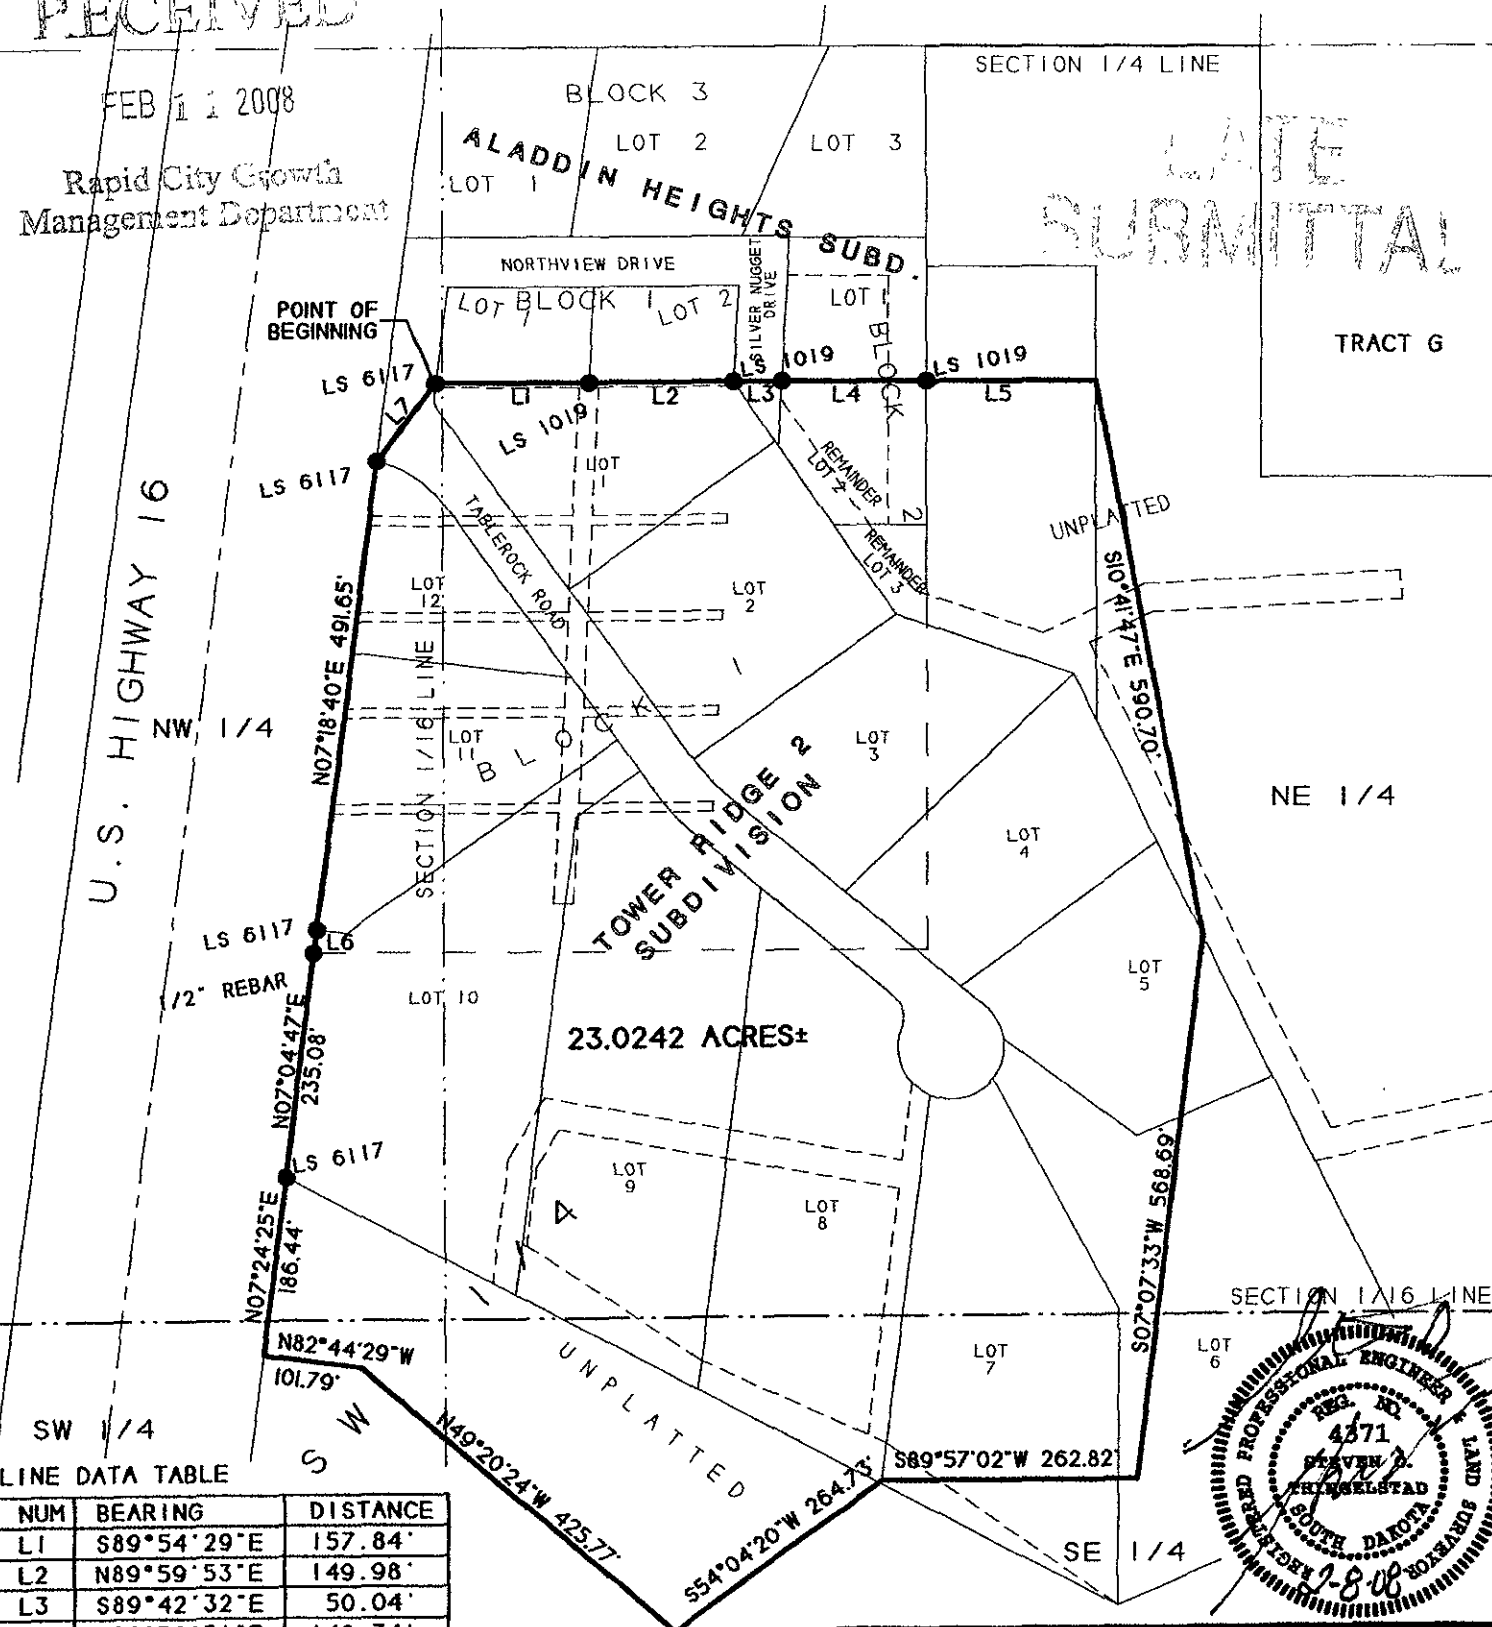 RECEIVED
FEB 1 1 2008
Rapid City Growth
Management Department
SECTION 1/4 LINE
LATE
SUBMITTAL
BLOCK 3
LOT 2
LOT 3
LOT 1
ALADDIN HEIGHTS SUBD.
NORTHVIEW DRIVE
SILVER NUGGET
DRIVE
LOT 1
BLOCK 1
LOT 2
LOT 1
BLOCK
2
POINT OF
BEGINNING
TRACT G
LS 6117
LS 1019
LS 1019
L1
L2
L3
L4
L5
L7
LS 1019
LS 6117
LOT
1
REMAINDER
LOT 2
REMAINDER
LOT 3
UNPLATTED
TABLEROCK ROAD
U.S. HIGHWAY 16
N07°18'40"E 491.65'
S10°41'47"E 590.70'
LOT
12
LOT
2
SECTION 1/16 LINE
NW 1/4
LOT
11
BLOCK 1
LOT
3
TOWER RIDGE 2
SUBDIVISION
NE 1/4
LOT
4
LS 6117
L6
1/2" REBAR
LOT 10
LOT
5
23.0242 ACRES±
N07°04'47"E
235.08'
LS 6117
LOT
9
LOT
8
S07°07'33"W 568.69'
N07°24'25"E
186.44'
SECTION 1/16 LINE
N82°44'29"W
101.79'
UNPLATTED
LOT
7
LOT
6
SW 1/4
SW 1/4
N49°20'24"W 425.77'
S54°04'20"W 264.73'
S89°57'02"W 262.82'
SE 1/4
REGISTERED PROFESSIONAL ENGINEER & LAND SURVEYOR
REG. NO.
4371
STEVEN
THINGELSTAD
SOUTH DAKOTA
2-8-08
LINE DATA TABLE
NUM BEARING DISTANCE
L1 S89°54'29"E 157.84'
L2 N89°59'53"E 149.98'
L3 S89°42'32"E 50.04'